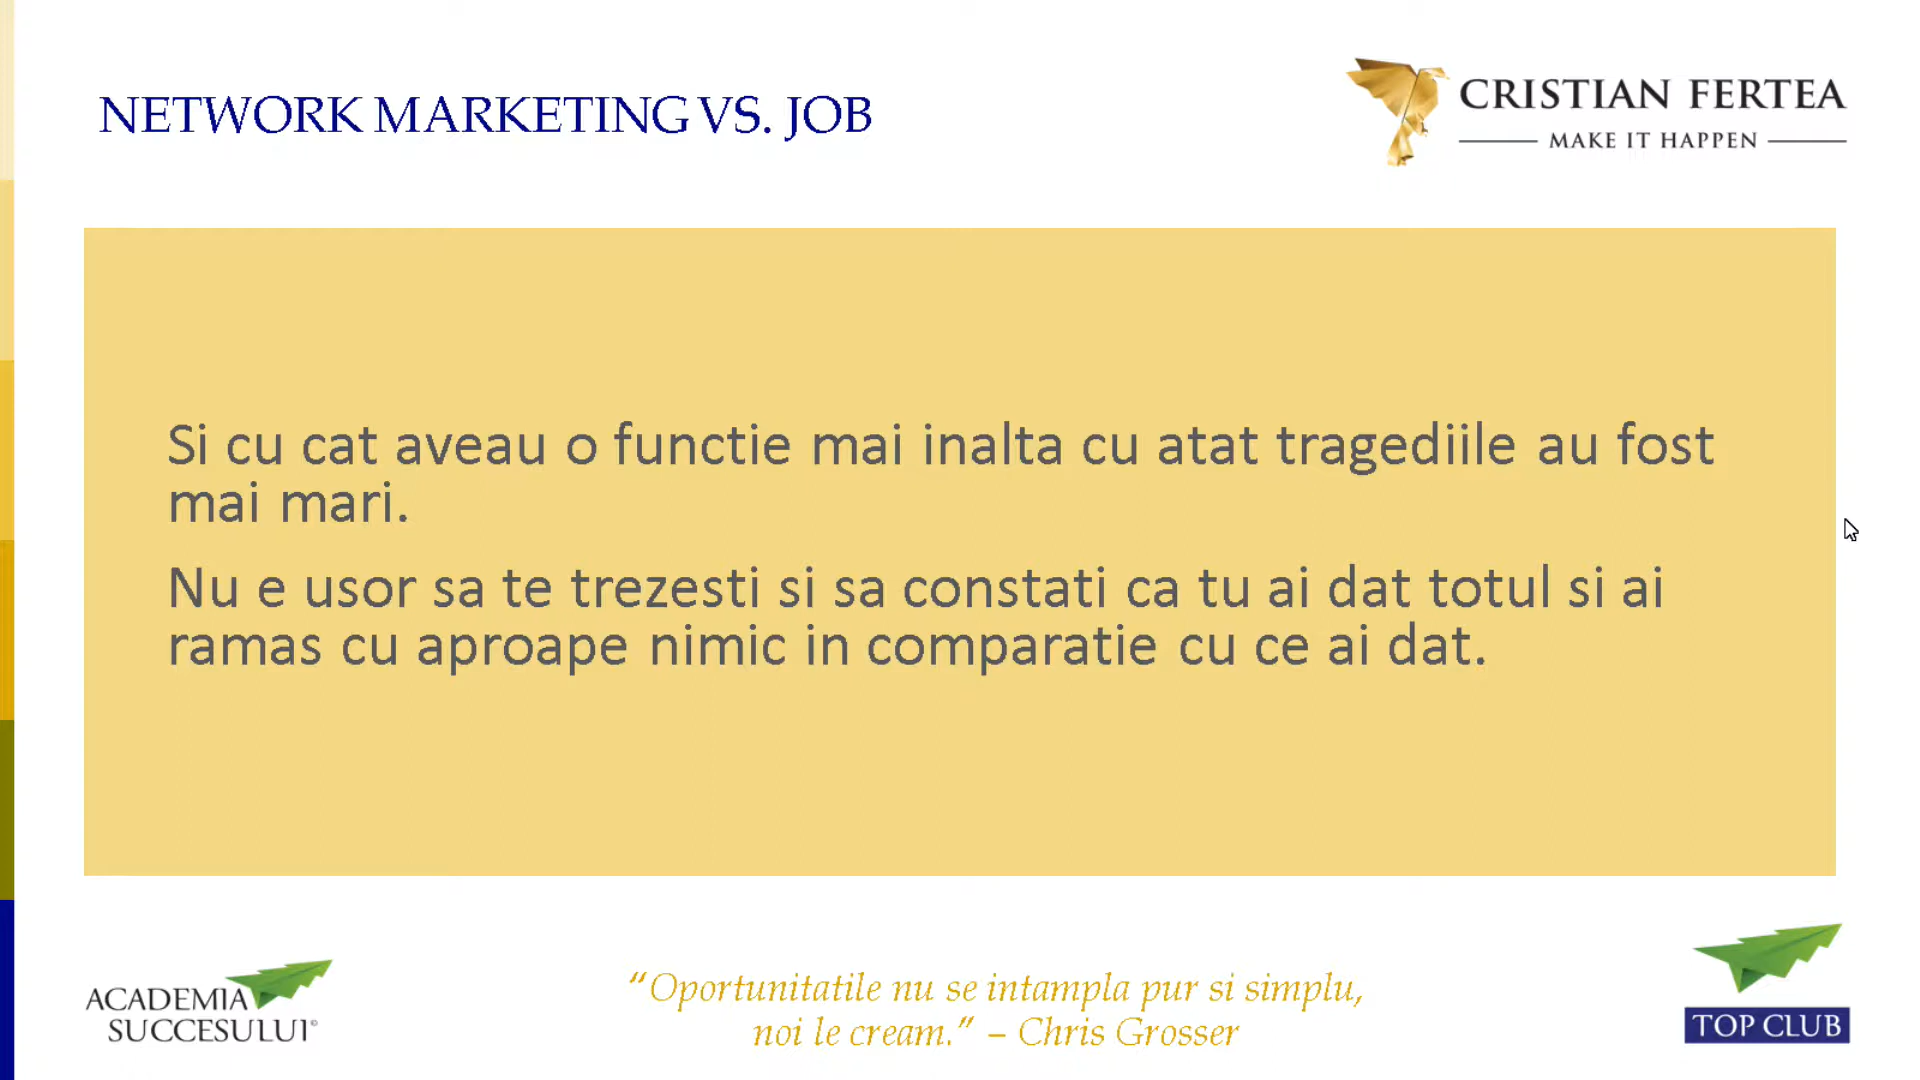 NETWORK MARKETING VS. JOB
CRISTIAN FERTEA
MAKE IT HAPPEN
Si cu cat aveau o functie mai inalta cu atat tragediile au fost
mai mari.
Nu e usor sa te trezesti si sa constati ca tu ai dat totul si ai
ramas cu aproape nimic in comparatie cu ce ai dat.
ACADEMIA
SUCCESULUI©
“Oportunitatile nu se intampla pur si simplu,
noi le cream.” – Chris Grosser
TOP CLUB